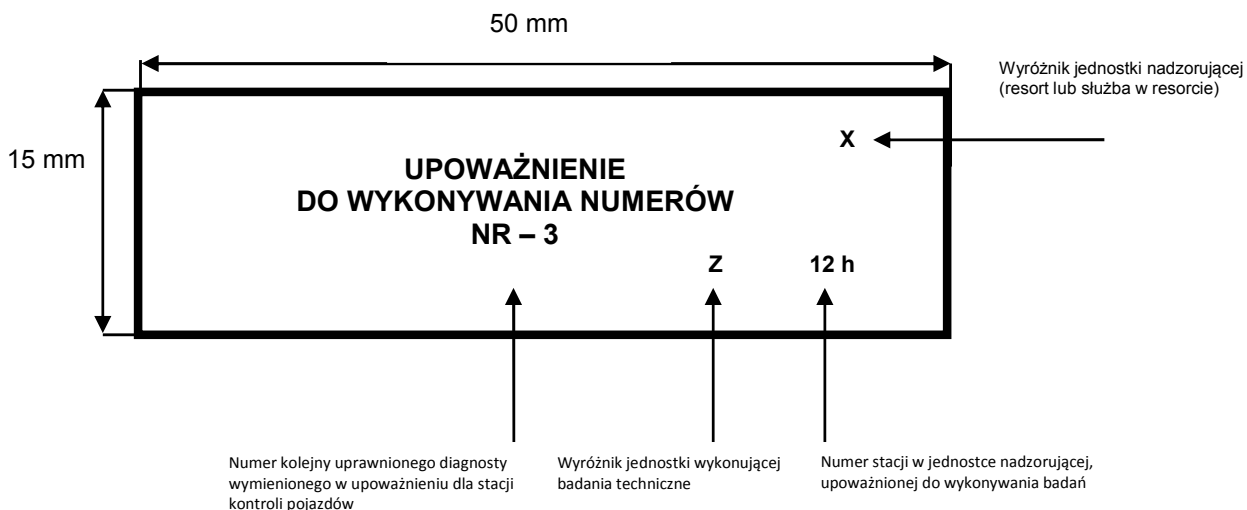 50 mm
Wyróżnik jednostki nadzorującej
(resort lub służba w resorcie)
15 mm
X
UPOWAŻNIENIE
DO WYKONYWANIA NUMERÓW
NR – 3
Z 12 h
Numer kolejny uprawnionego diagnosty
wymienionego w upoważnieniu dla stacji
kontroli pojazdów
Wyróżnik jednostki wykonującej
badania techniczne
Numer stacji w jednostce nadzorującej,
upoważnionej do wykonywania badań